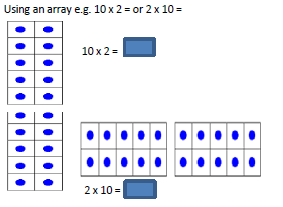 Using an array e.g. 10 x 2 = or 2 x 10 =
10 x 2 =
2 x 10 =